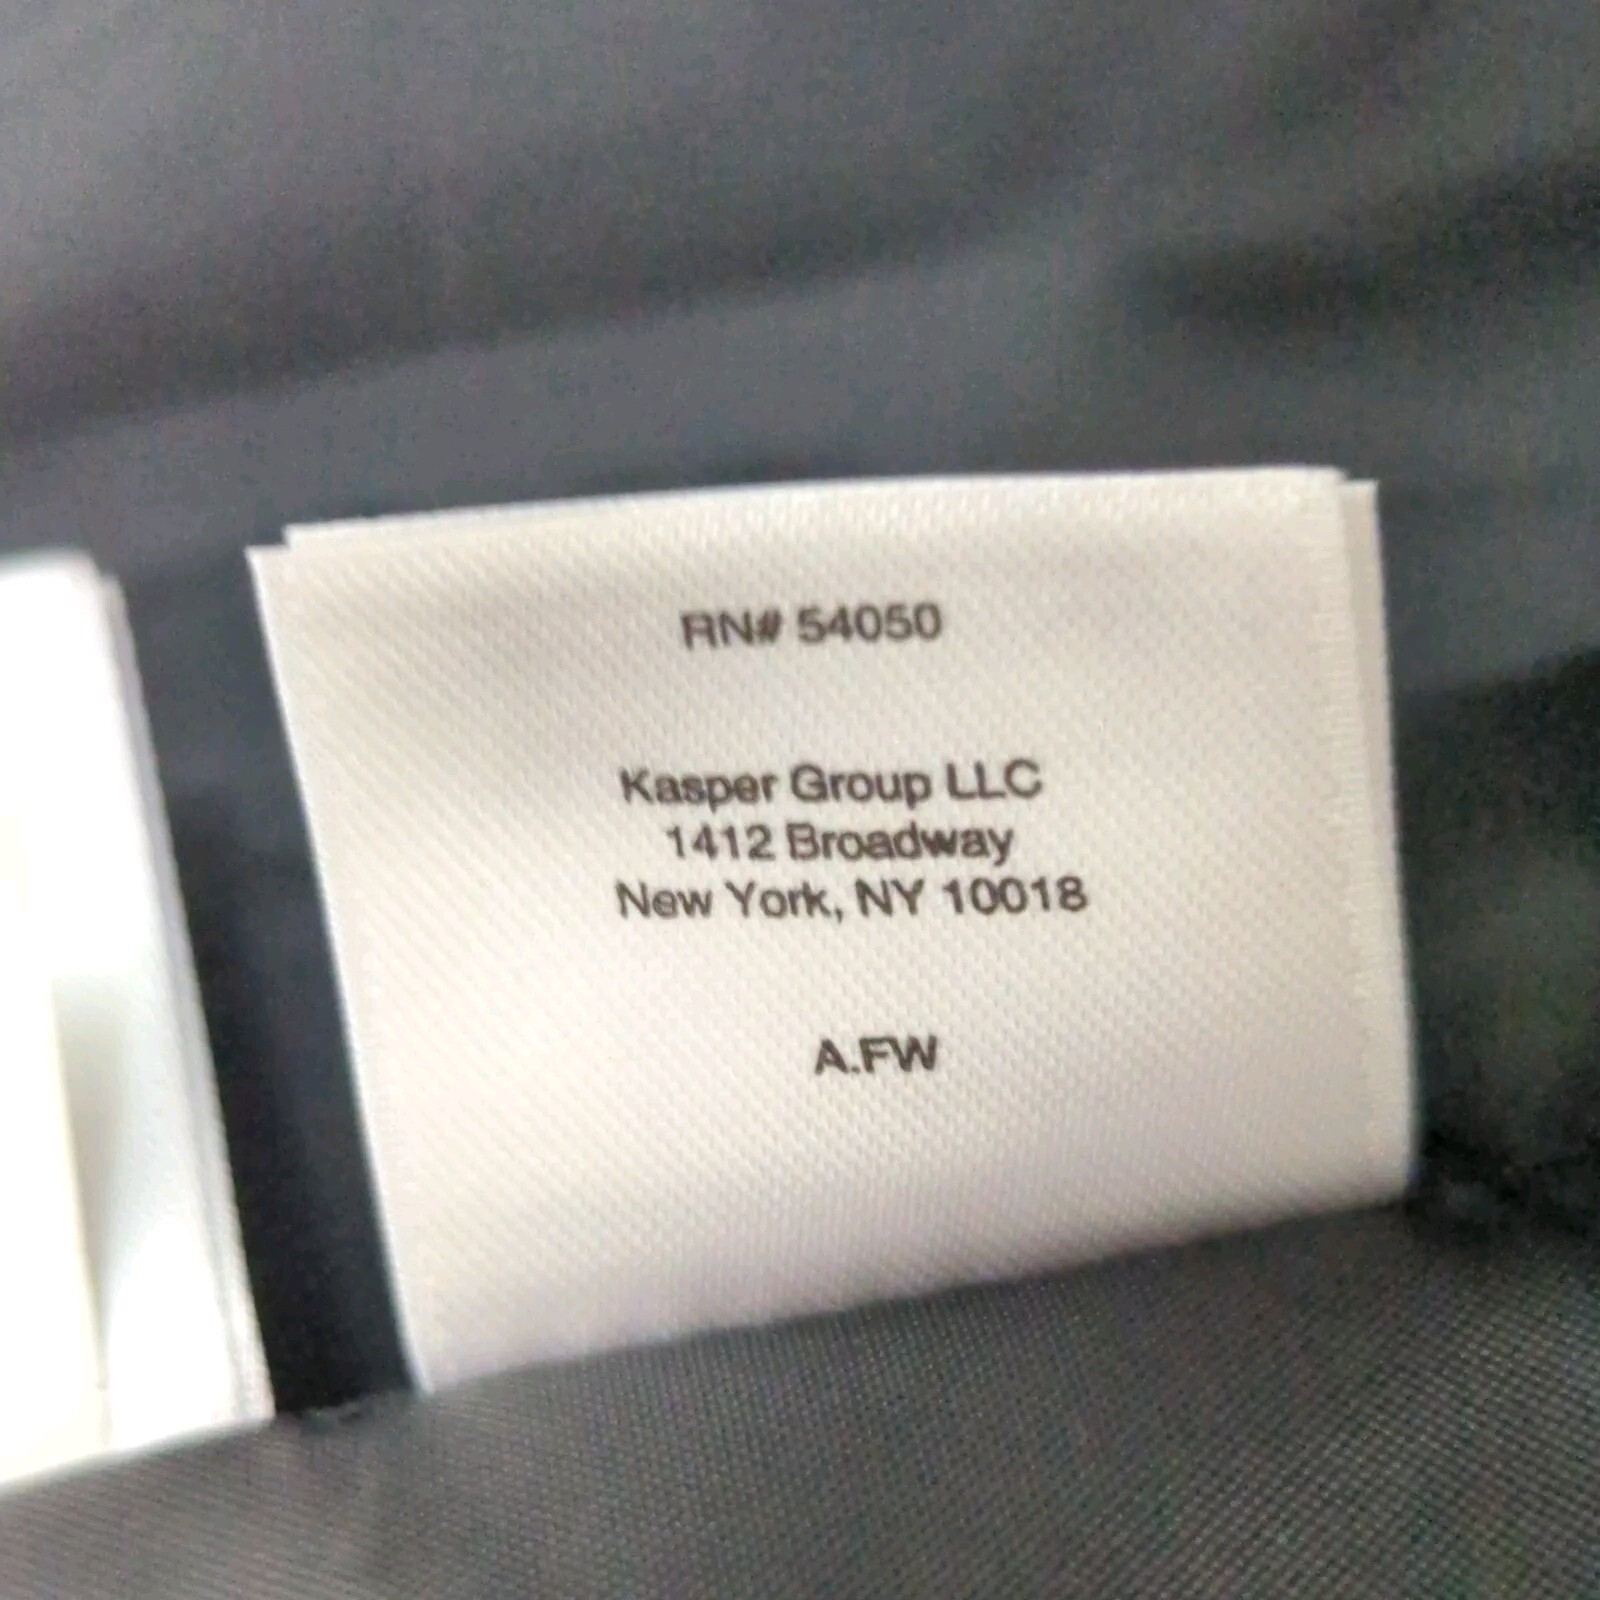 RN# 54050
Kasper Group LLC
1412 Broadway
New York, NY 10018
A.FW